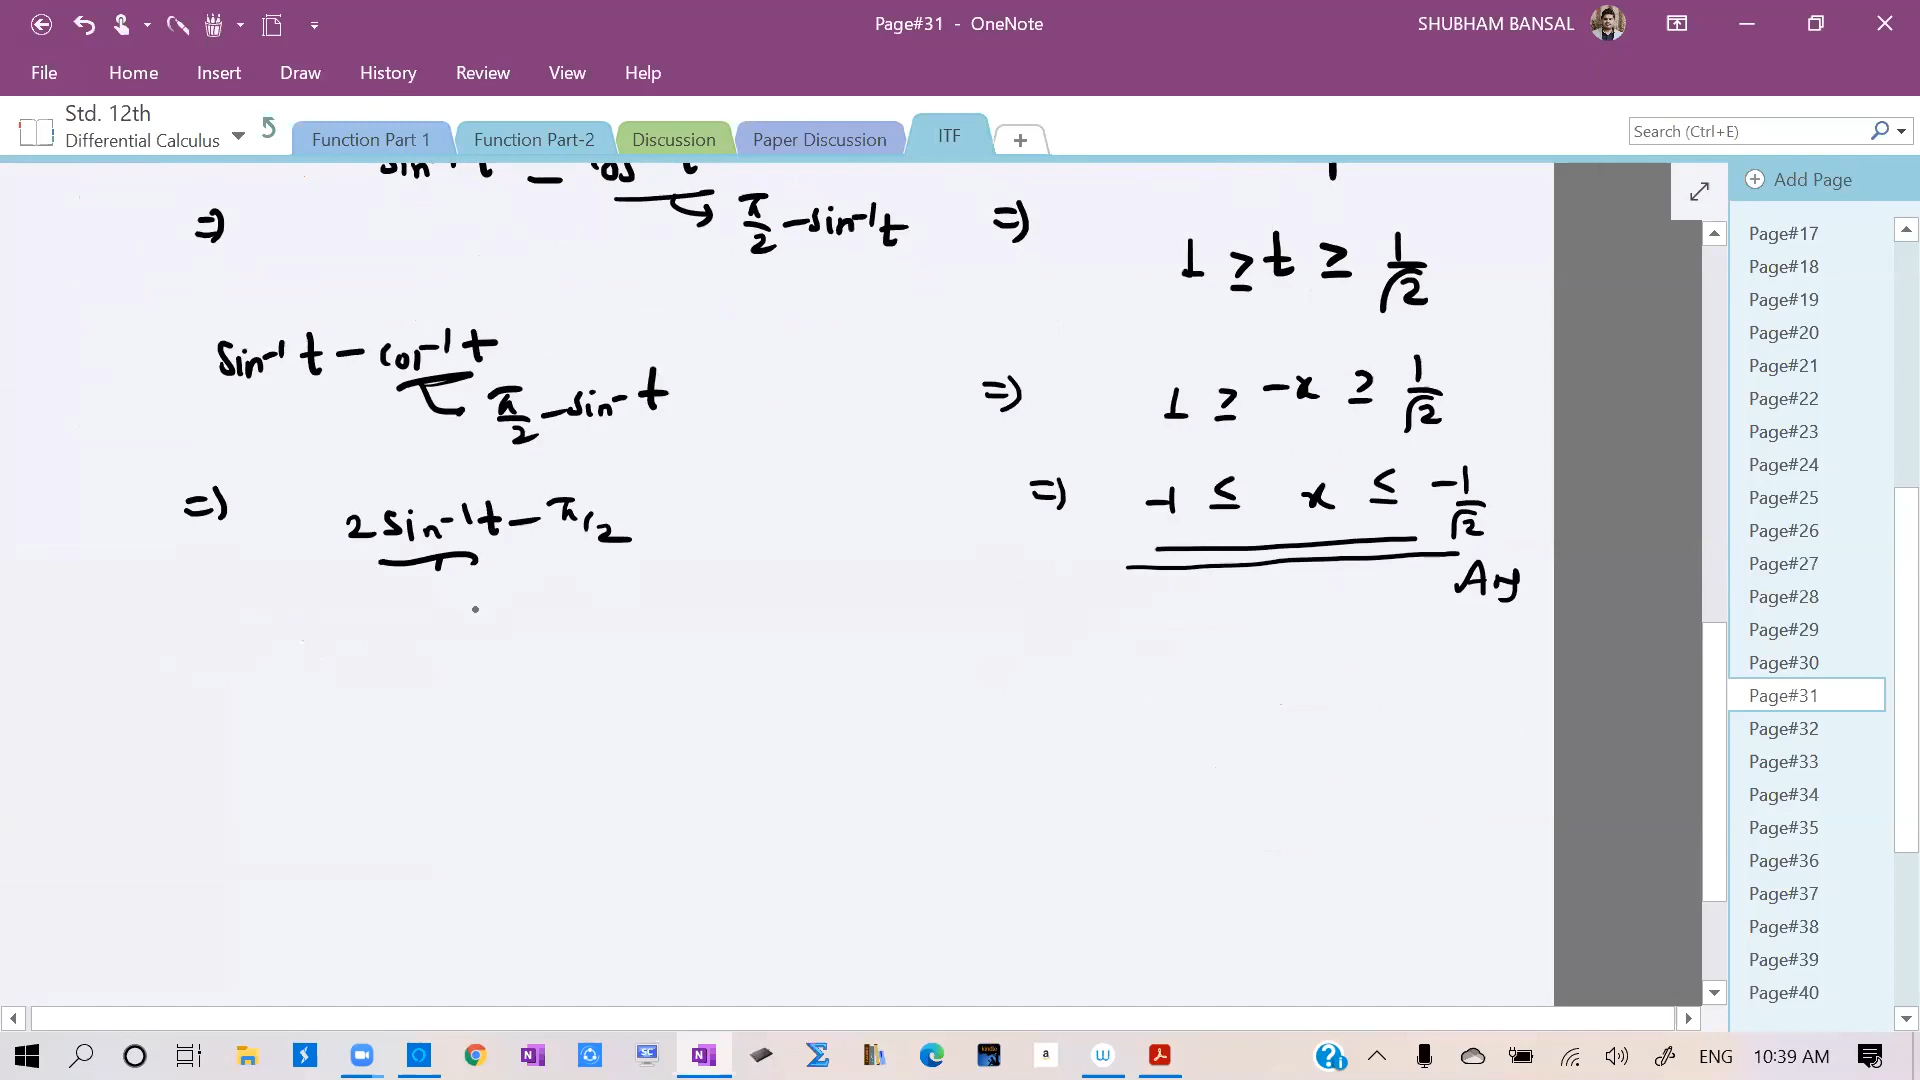 Page#31 - OneNote
SHUBHAM BANSAL
File Home Insert Draw History Review View Help
Std. 12th
Differential Calculus
Function Part 1
Function Part-2
Discussion
Paper Discussion
ITF
Search (Ctrl+E)
Add Page
Page#17
Page#18
Page#19
Page#20
Page#21
Page#22
Page#23
Page#24
Page#25
Page#26
Page#27
Page#28
Page#29
Page#30
Page#31
Page#32
Page#33
Page#34
Page#35
Page#36
Page#37
Page#38
Page#39
Page#40
=> π/2 - sin⁻¹t
sin⁻¹ t - cos⁻¹ t
π/2 - sin⁻ t
=> 2 sin⁻¹t - π/2
=> 1 ≥ t ≥ 1/√2
=> 1 ≥ -x ≥ 1/√2
=> -1 ≤ x ≤ -1/√2
ENG
10:39 AM